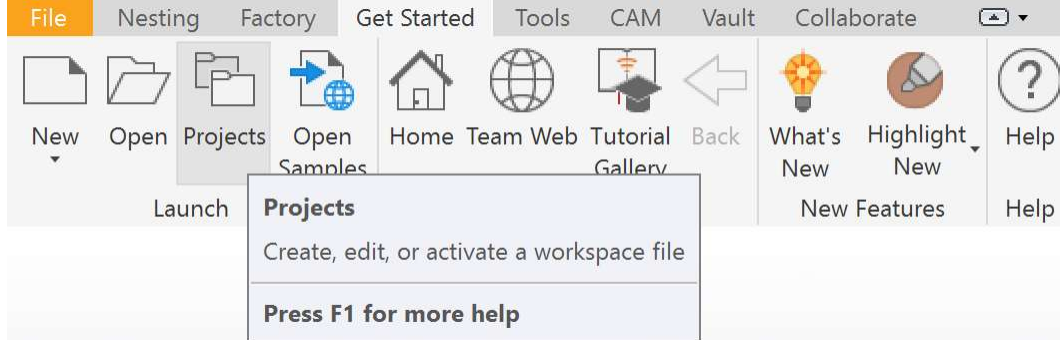 File Nesting Factory Get Started Tools CAM Vault Collaborate
New Open Projects Open Samples Home Team Web Tutorial Gallery Back What's New Highlight New Help
Launch New Features Help
Projects
Create, edit, or activate a workspace file
Press F1 for more help